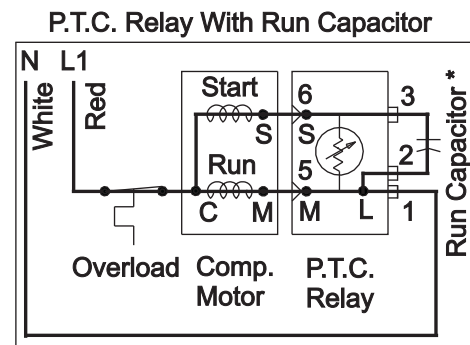 P.T.C. Relay With Run Capacitor
N L1
White
Red
Start
S
Run
C M
6
S
5
M L
3
2
1
Run Capacitor *
Overload
Comp.
Motor
P.T.C.
Relay